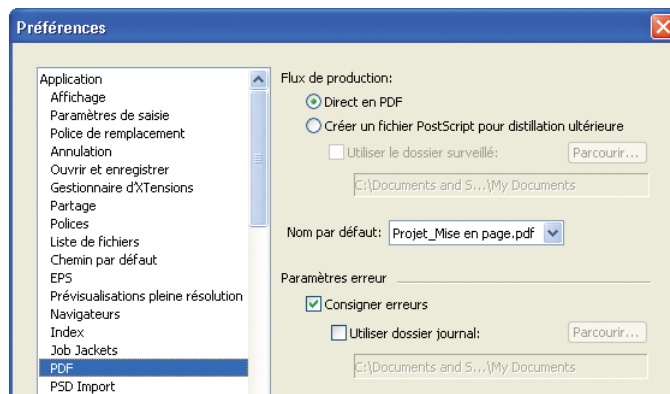 Préférences
Application
Affichage
Paramètres de saisie
Police de remplacement
Annulation
Ouvrir et enregistrer
Gestionnaire d'XTensions
Partage
Polices
Liste de fichiers
Chemin par défaut
EPS
Prévisualisations pleine résolution
Navigateurs
Index
Job Jackets
PDF
PSD Import
Flux de production:
Direct en PDF
Créer un fichier PostScript pour distillation ultérieure
Utiliser le dossier surveillé:
Parcourir...
C:\Documents and S...\My Documents
Nom par défaut: Projet_Mise en page.pdf
Paramètres erreur
Consigner erreurs
Utiliser dossier journal:
Parcourir...
C:\Documents and S...\My Documents